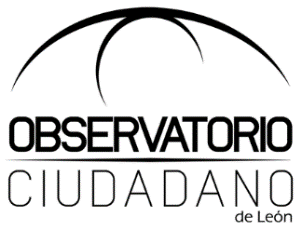 OBSERVATORIO
CIUDADANO
de León